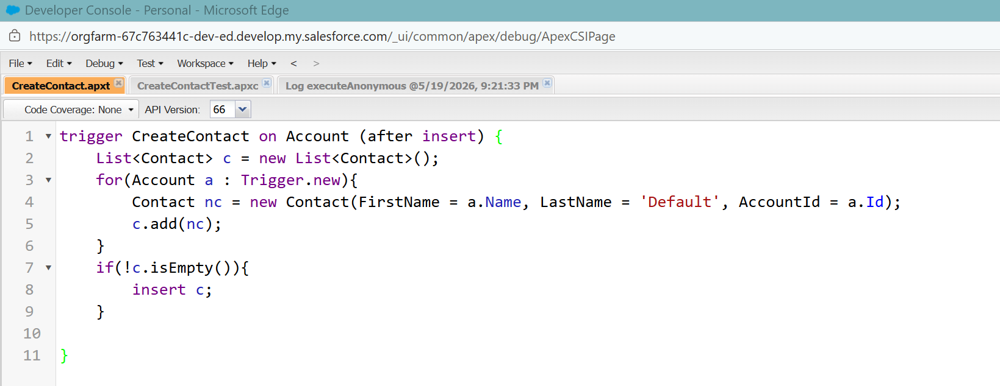 Developer Console - Personal - Microsoft Edge
https://orgfarm-67c763441c-dev-ed.develop.my.salesforce.com/_ui/common/apex/debug/ApexCSIPage
File Edit Debug Test Workspace Help < >
CreateContact.apxt CreateContactTest.apxc Log executeAnonymous @5/19/2026, 9:21:33 PM
Code Coverage: None API Version: 66
1 trigger CreateContact on Account (after insert) {
2 List<Contact> c = new List<Contact>();
3 for(Account a : Trigger.new){
4 Contact nc = new Contact(FirstName = a.Name, LastName = 'Default', AccountId = a.Id);
5 c.add(nc);
6 }
7 if(!c.isEmpty()){
8 insert c;
9 }
10
11 }